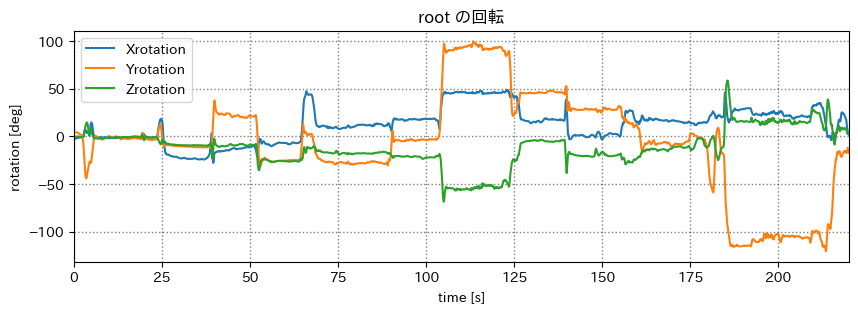 root の回転
Xrotation
Yrotation
Zrotation
rotation [deg]
100
50
0
−50
−100
0 25 50 75 100 125 150 175 200
time [s]